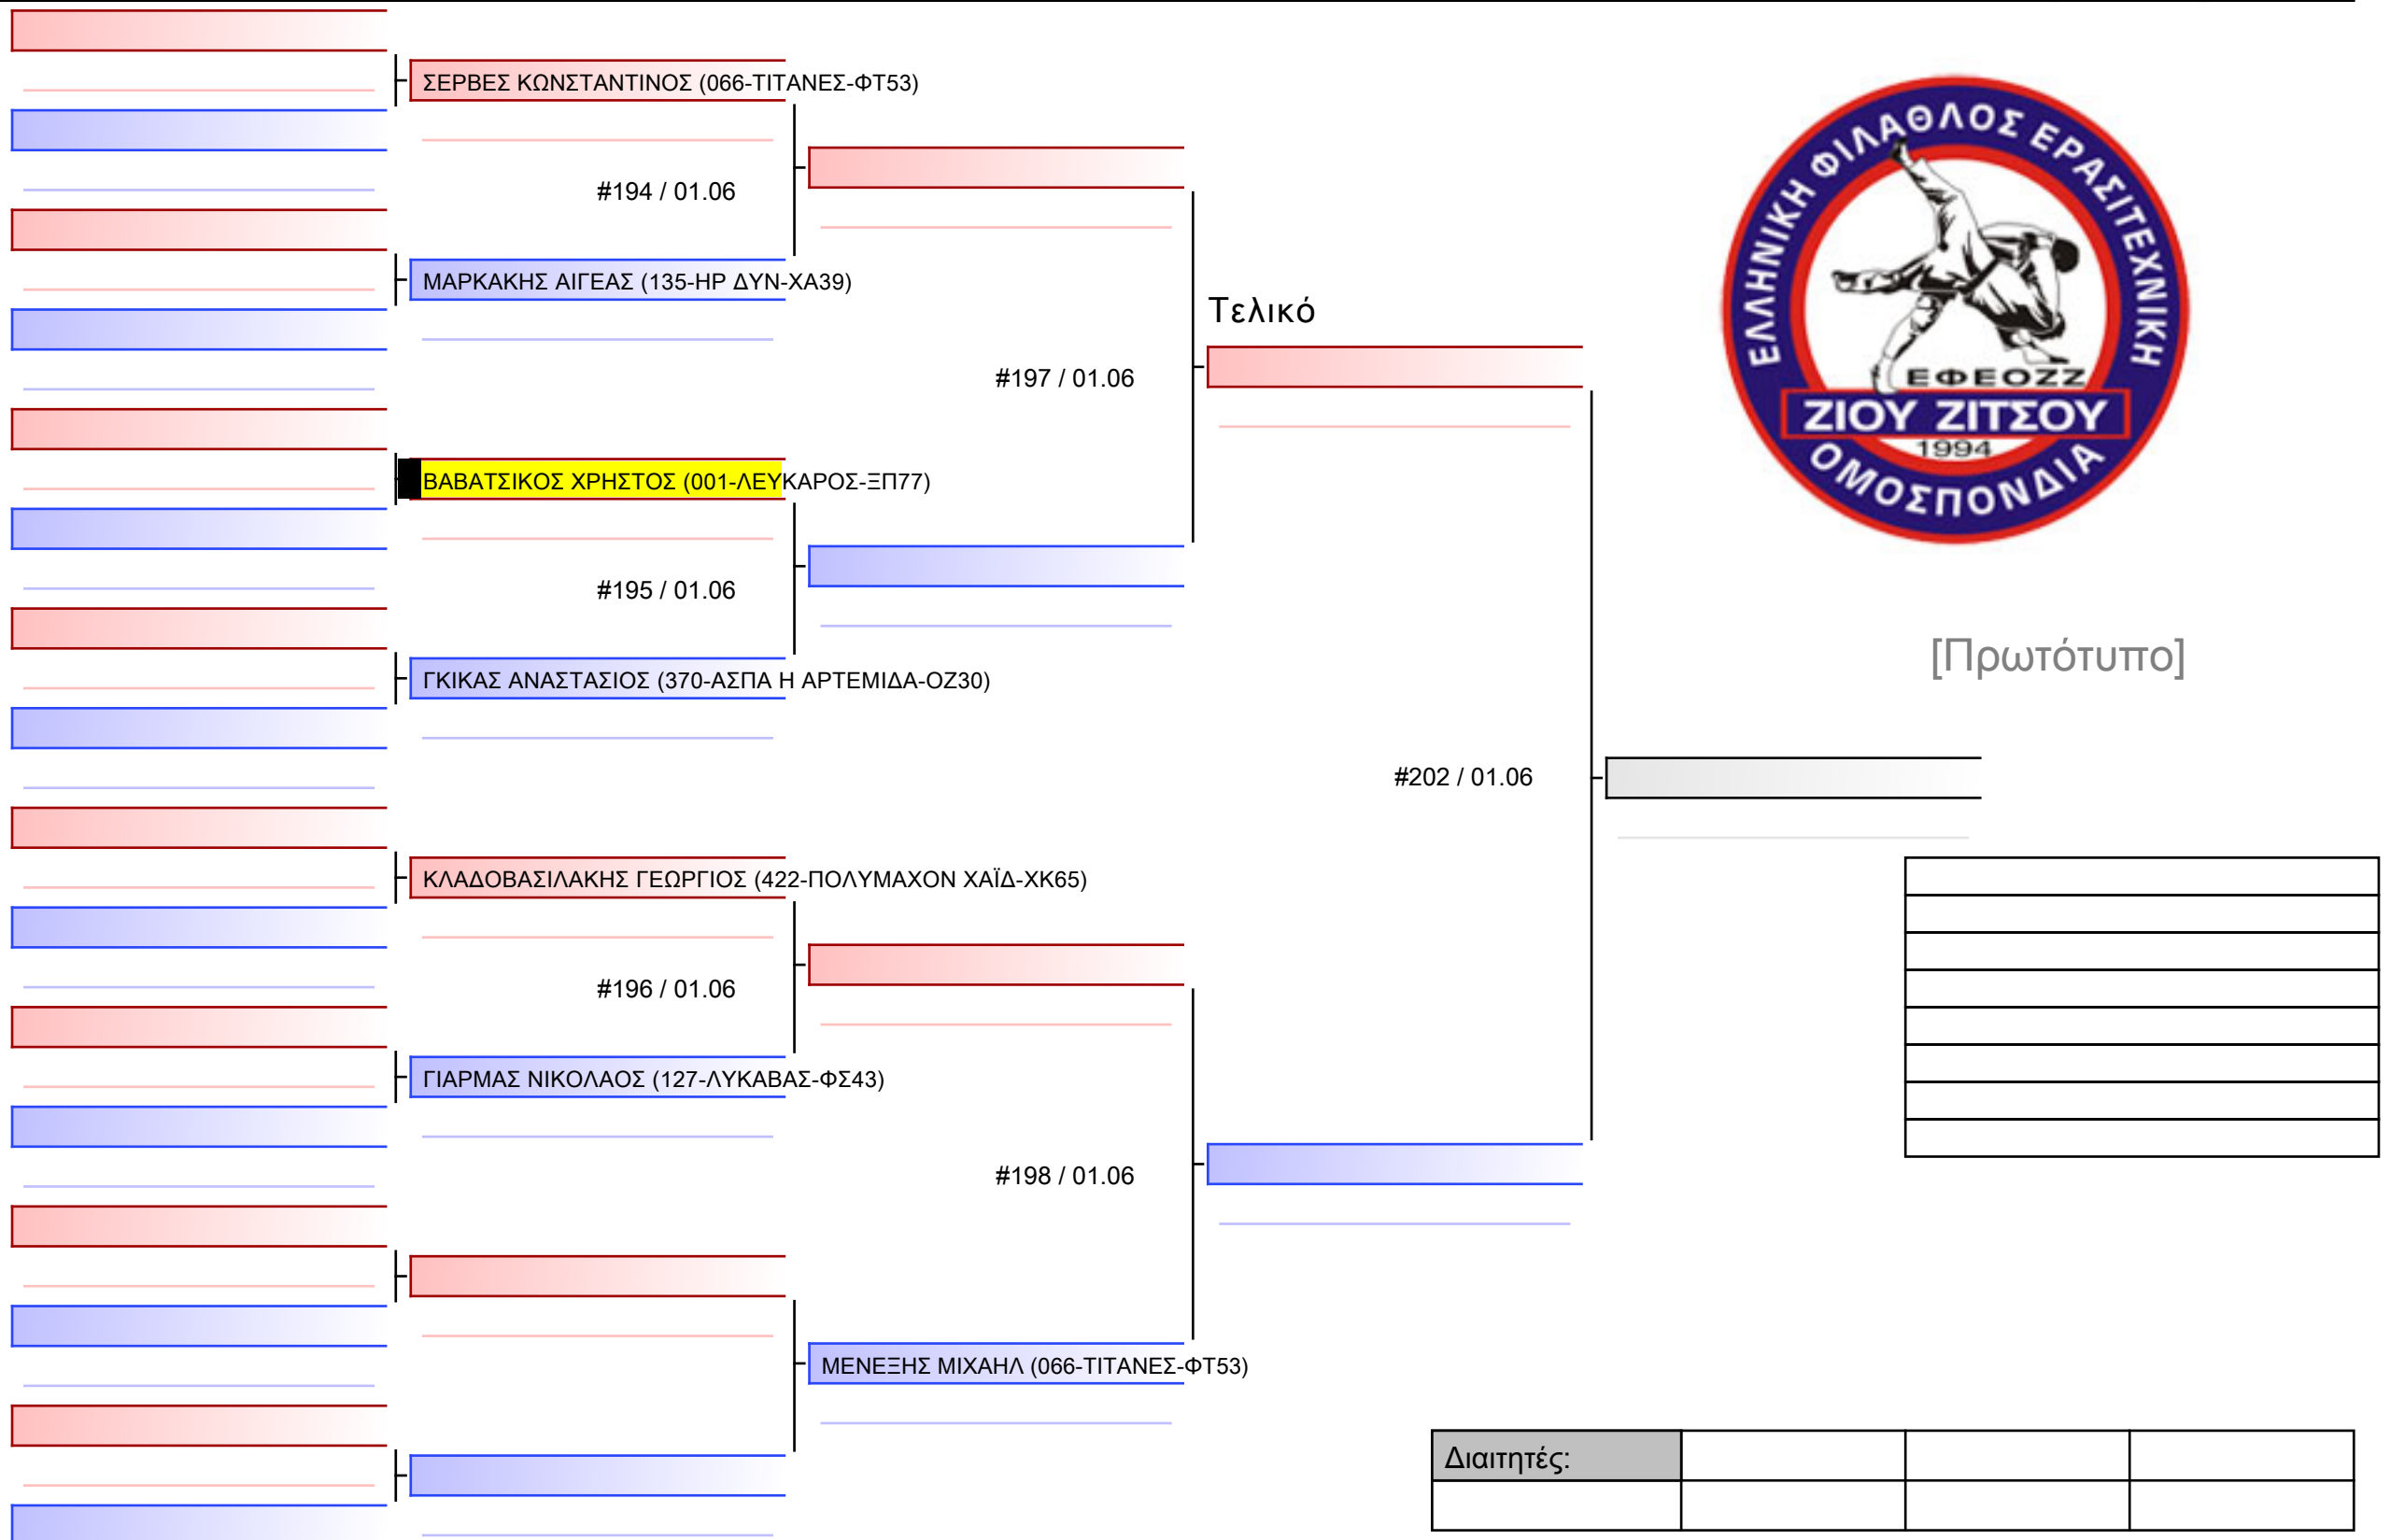 ΣΕΡΒΕΣ ΚΩΝΣΤΑΝΤΙΝΟΣ (066-ΤΙΤΑΝΕΣ-ΦΤ53)
#194 / 01.06
ΜΑΡΚΑΚΗΣ ΑΙΓΕΑΣ (135-ΗΡ ΔΥΝ-ΧΑ39)
#197 / 01.06
ΒΑΒΑΤΣΙΚΟΣ ΧΡΗΣΤΟΣ (001-ΛΕΥΚΑΡΟΣ-ΞΠ77)
#195 / 01.06
ΓΚΙΚΑΣ ΑΝΑΣΤΑΣΙΟΣ (370-ΑΣΠΑ Η ΑΡΤΕΜΙΔΑ-ΟΖ30)
Τελικό
#202 / 01.06
ΚΛΑΔΟΒΑΣΙΛΑΚΗΣ ΓΕΩΡΓΙΟΣ (422-ΠΟΛΥΜΑΧΟΝ ΧΑΪΔ-ΧΚ65)
#196 / 01.06
ΓΙΑΡΜΑΣ ΝΙΚΟΛΑΟΣ (127-ΛΥΚΑΒΑΣ-ΦΣ43)
#198 / 01.06
ΜΕΝΕΞΗΣ ΜΙΧΑΗΛ (066-ΤΙΤΑΝΕΣ-ΦΤ53)
ΕΛΛΗΝΙΚΗ ΦΙΛΑΘΛΟΣ ΕΡΑΣΙΤΕΧΝΙΚΗ
ΕΦΕΟΖΖ
ΖΙΟΥ ΖΙΤΣΟΥ
1994
ΟΜΟΣΠΟΝΔΙΑ
[Πρωτότυπο]
Διαιτητές: